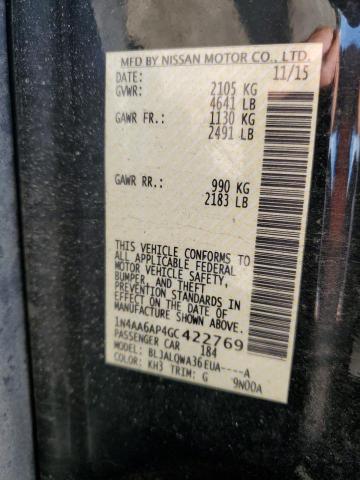 MFD BY NISSAN MOTOR CO., LTD.
DATE: 11/15
GVWR: 2105 KG
4641 LB
GAWR FR.: 1130 KG
2491 LB
GAWR RR.: 990 KG
2183 LB
THIS VEHICLE CONFORMS TO
ALL APPLICABLE FEDERAL
MOTOR VEHICLE SAFETY,
BUMPER, AND THEFT
PREVENTION STANDARDS IN
EFFECT ON THE DATE OF
MANUFACTURE SHOWN ABOVE.
1N4AA6AP4GC422769
PASSENGER CAR 184
MODEL: BLJALQWA36EUA----A
COLOR: KH3 TRIM: G 9N00A